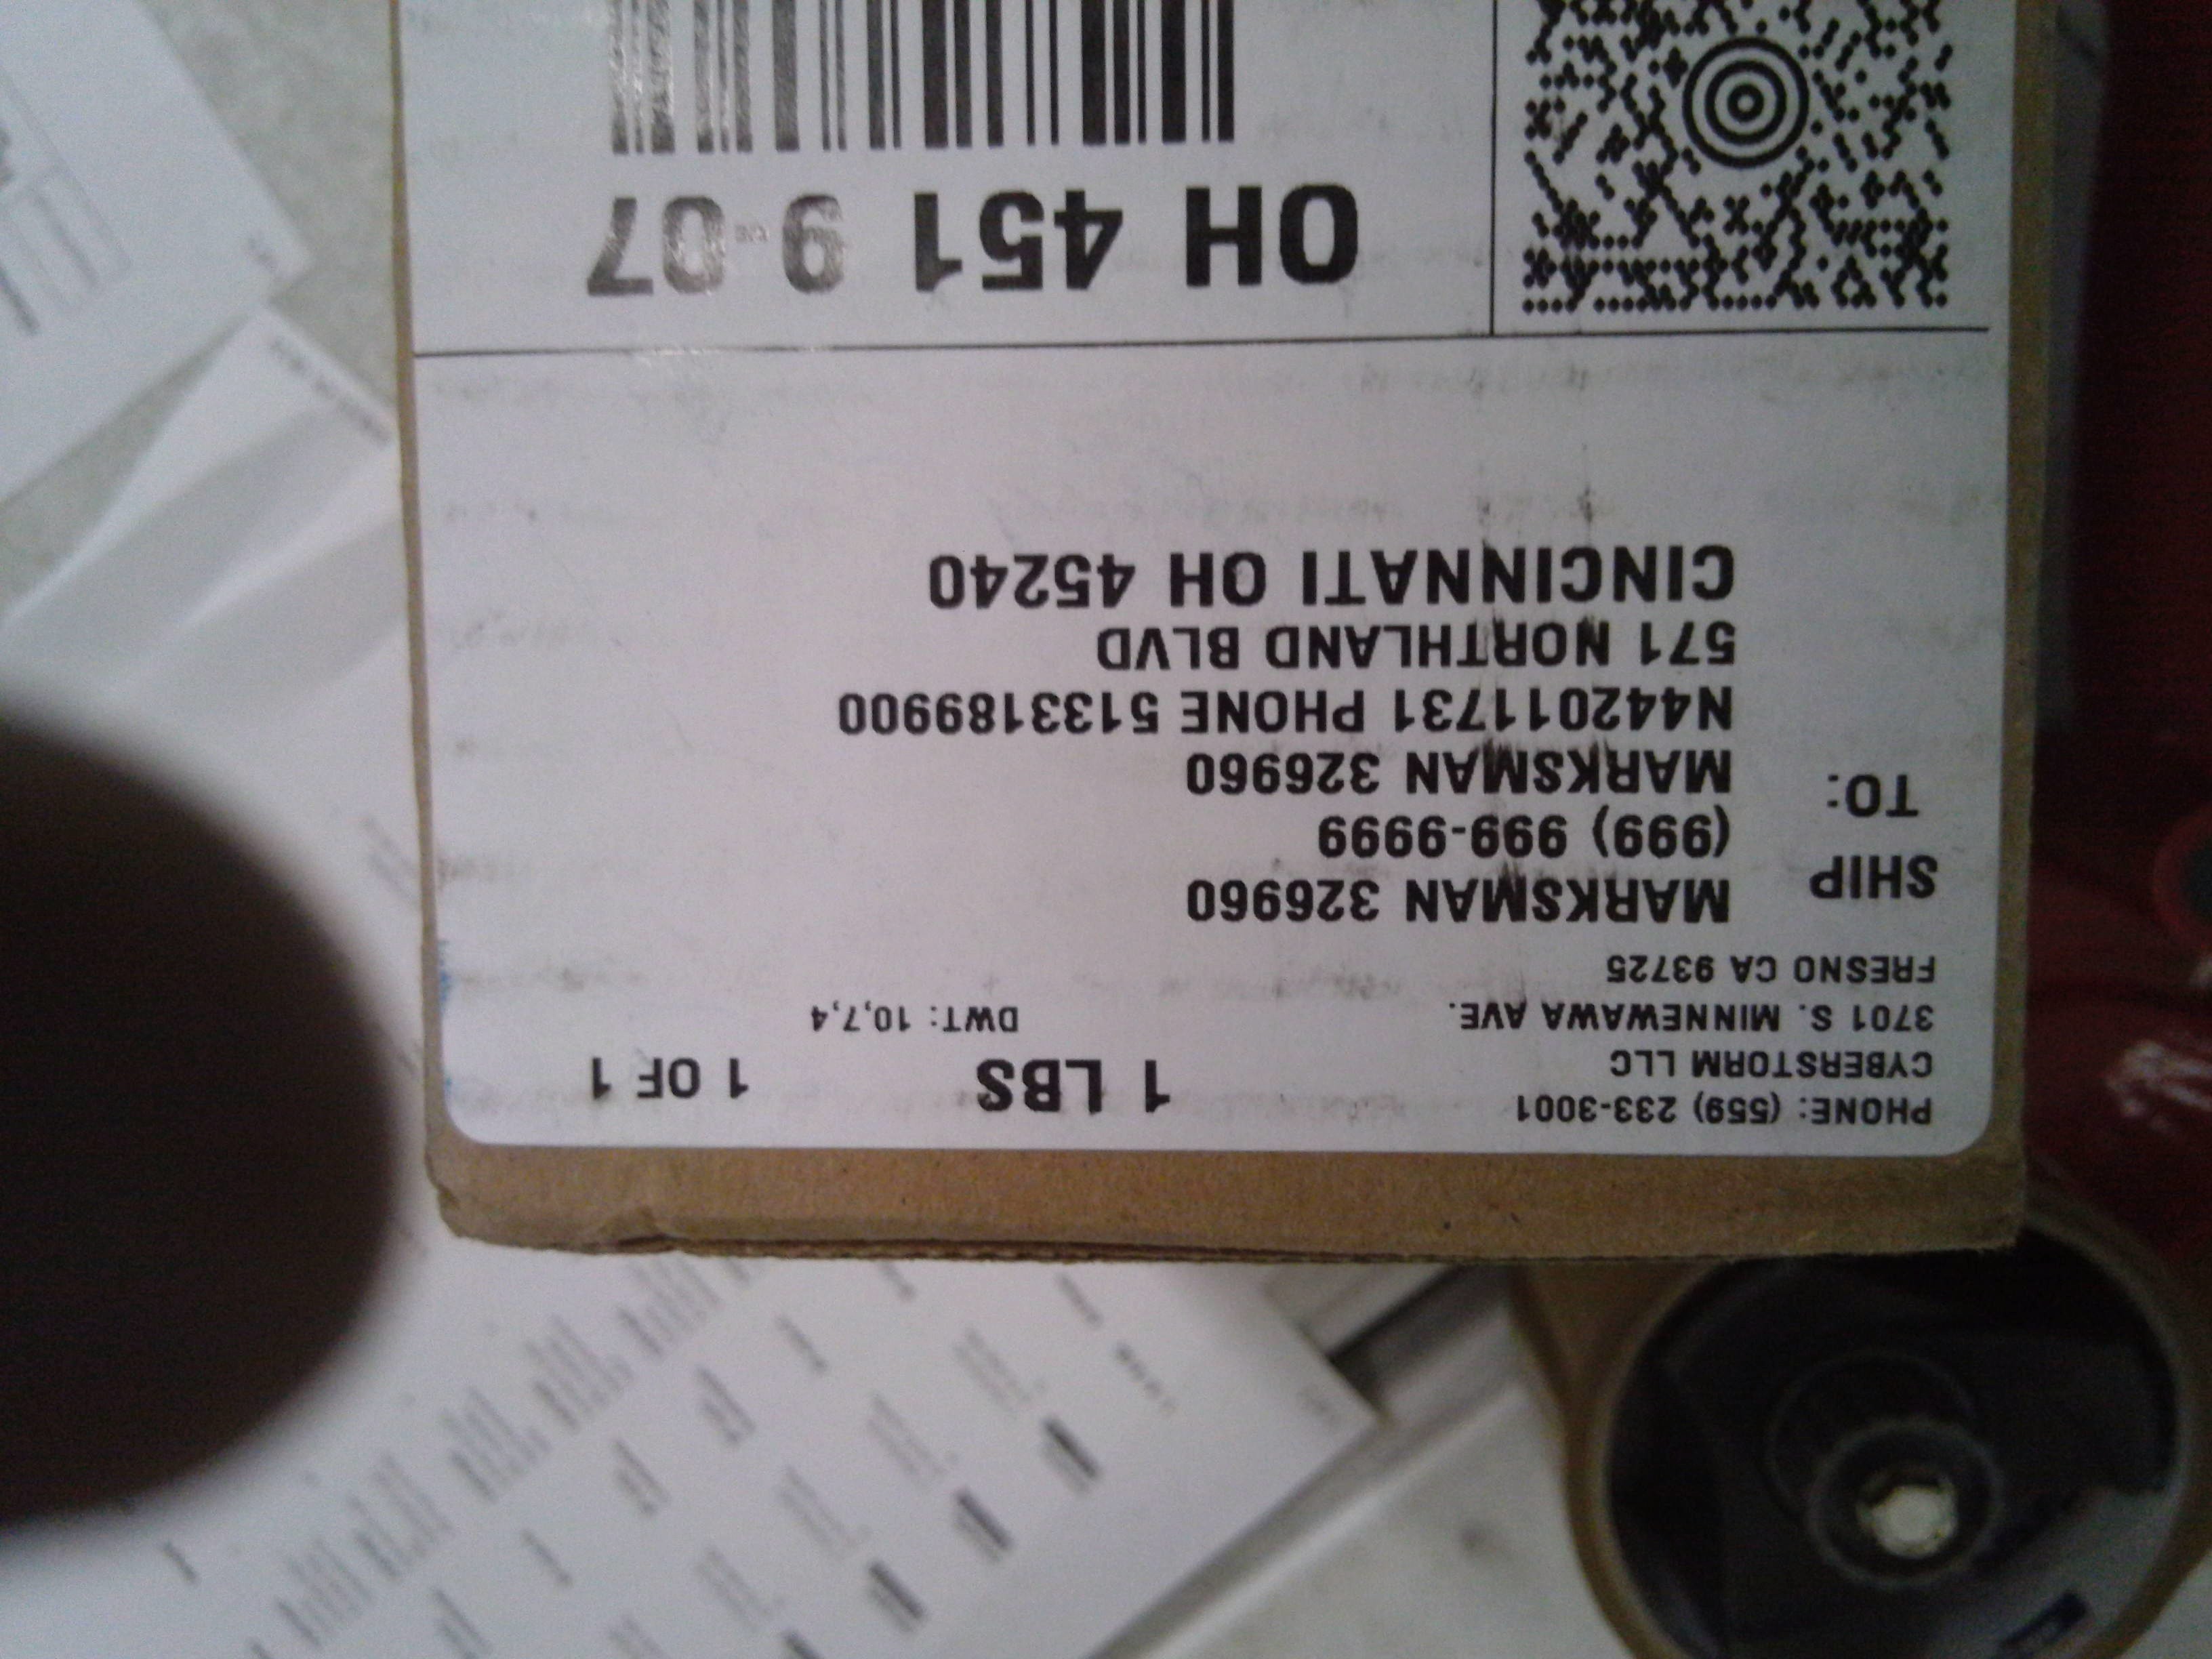 PHONE: (559) 233-3001
CYBERSTORM LLC
3701 S. MINNEWAWA AVE.
FRESNO CA 93725
1 LBS
1 OF 1
DWT: 10,7,4
SHIP
TO:
MARKSMAN 326960
(999) 999-9999
MARKSMAN 326960
N442011731 PHONE 5133189900
571 NORTHLAND BLVD
CINCINNATI OH 45240
OH 451 9-07